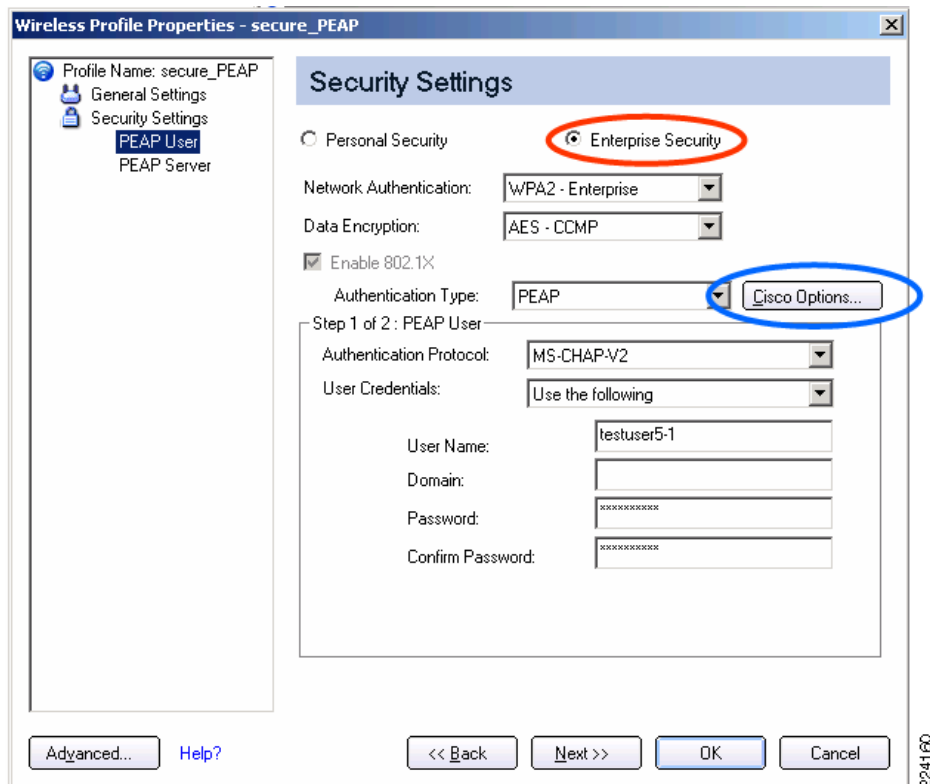 Wireless Profile Properties - secure_PEAP
Profile Name: secure_PEAP
General Settings
Security Settings
PEAP User
PEAP Server
Security Settings
Personal Security Enterprise Security
Network Authentication: WPA2 - Enterprise
Data Encryption: AES - CCMP
Enable 802.1X
Authentication Type: PEAP Cisco Options...
Step 1 of 2 : PEAP User
Authentication Protocol: MS-CHAP-V2
User Credentials: Use the following
User Name: testuser5-1
Domain:
Password: xxxxxxxxxx
Confirm Password: xxxxxxxxxx
Advanced... Help? << Back Next >> OK Cancel
224160